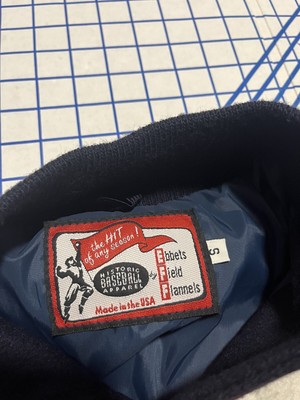 the HIT
of any season!
HISTORIC
BASEBALL
APPAREL
by
Ebbets
Field
Flannels
Made in the USA
S